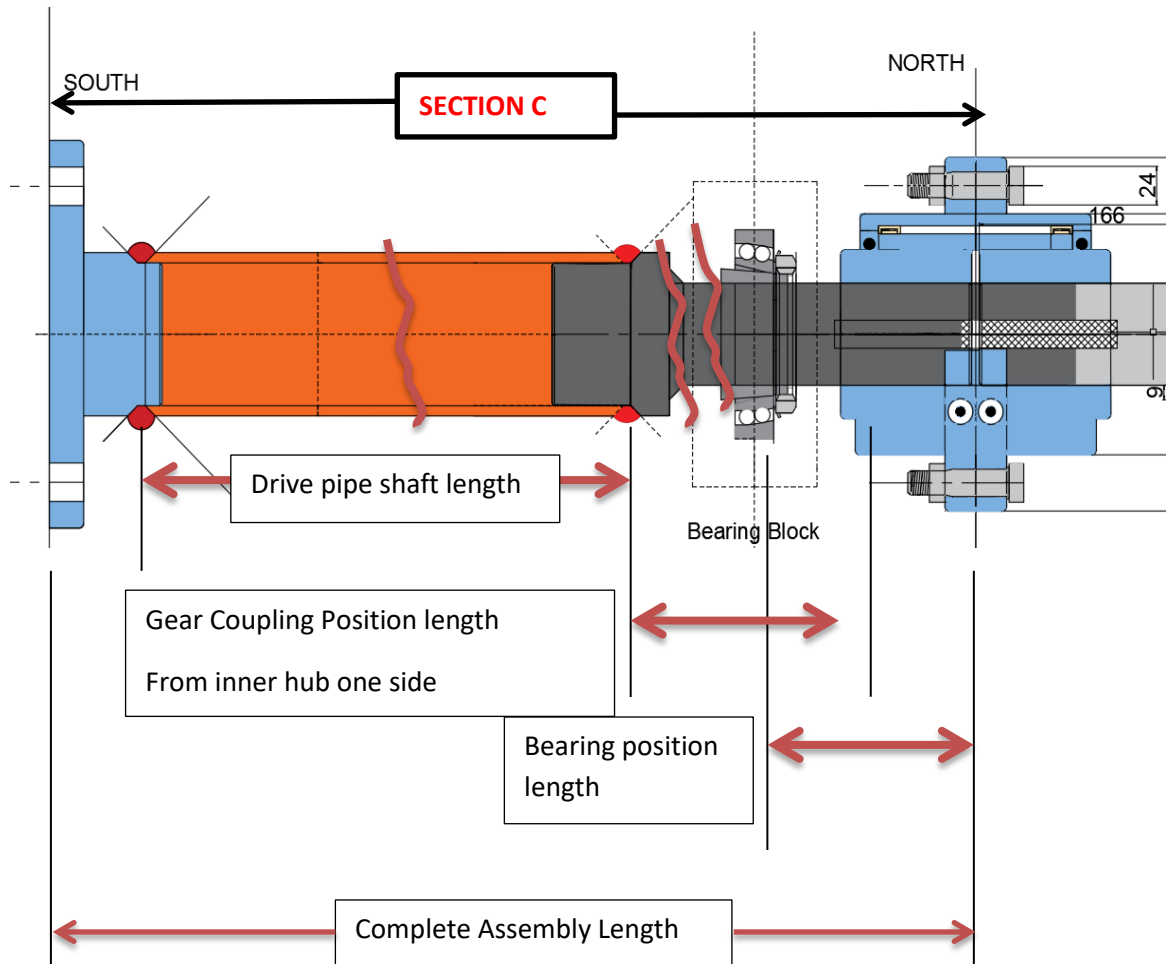 SOUTH
NORTH
SECTION C
24
166
Drive pipe shaft length
Bearing Block
Gear Coupling Position length
From inner hub one side
Bearing position
length
Complete Assembly Length